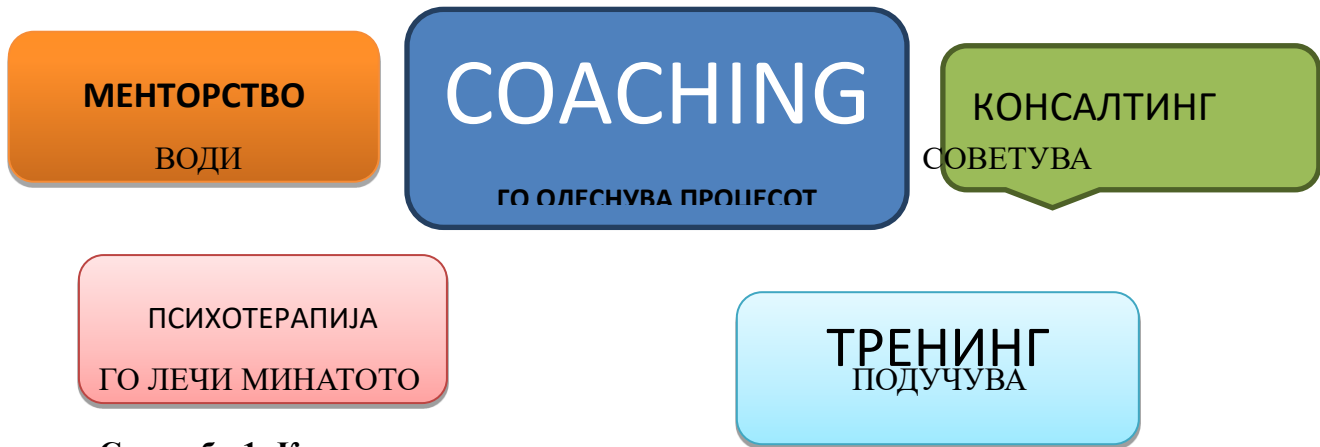 МЕНТОРСТВО
ВОДИ
COACHING
ГО ОЛЕСНУВА ПРОЦЕСОТ
КОНСАЛТИНГ
СОВЕТУВА
ПСИХОТЕРАПИЈА
ГО ЛЕЧИ МИНАТОТО
ТРЕНИНГ
ПОДУЧУВА